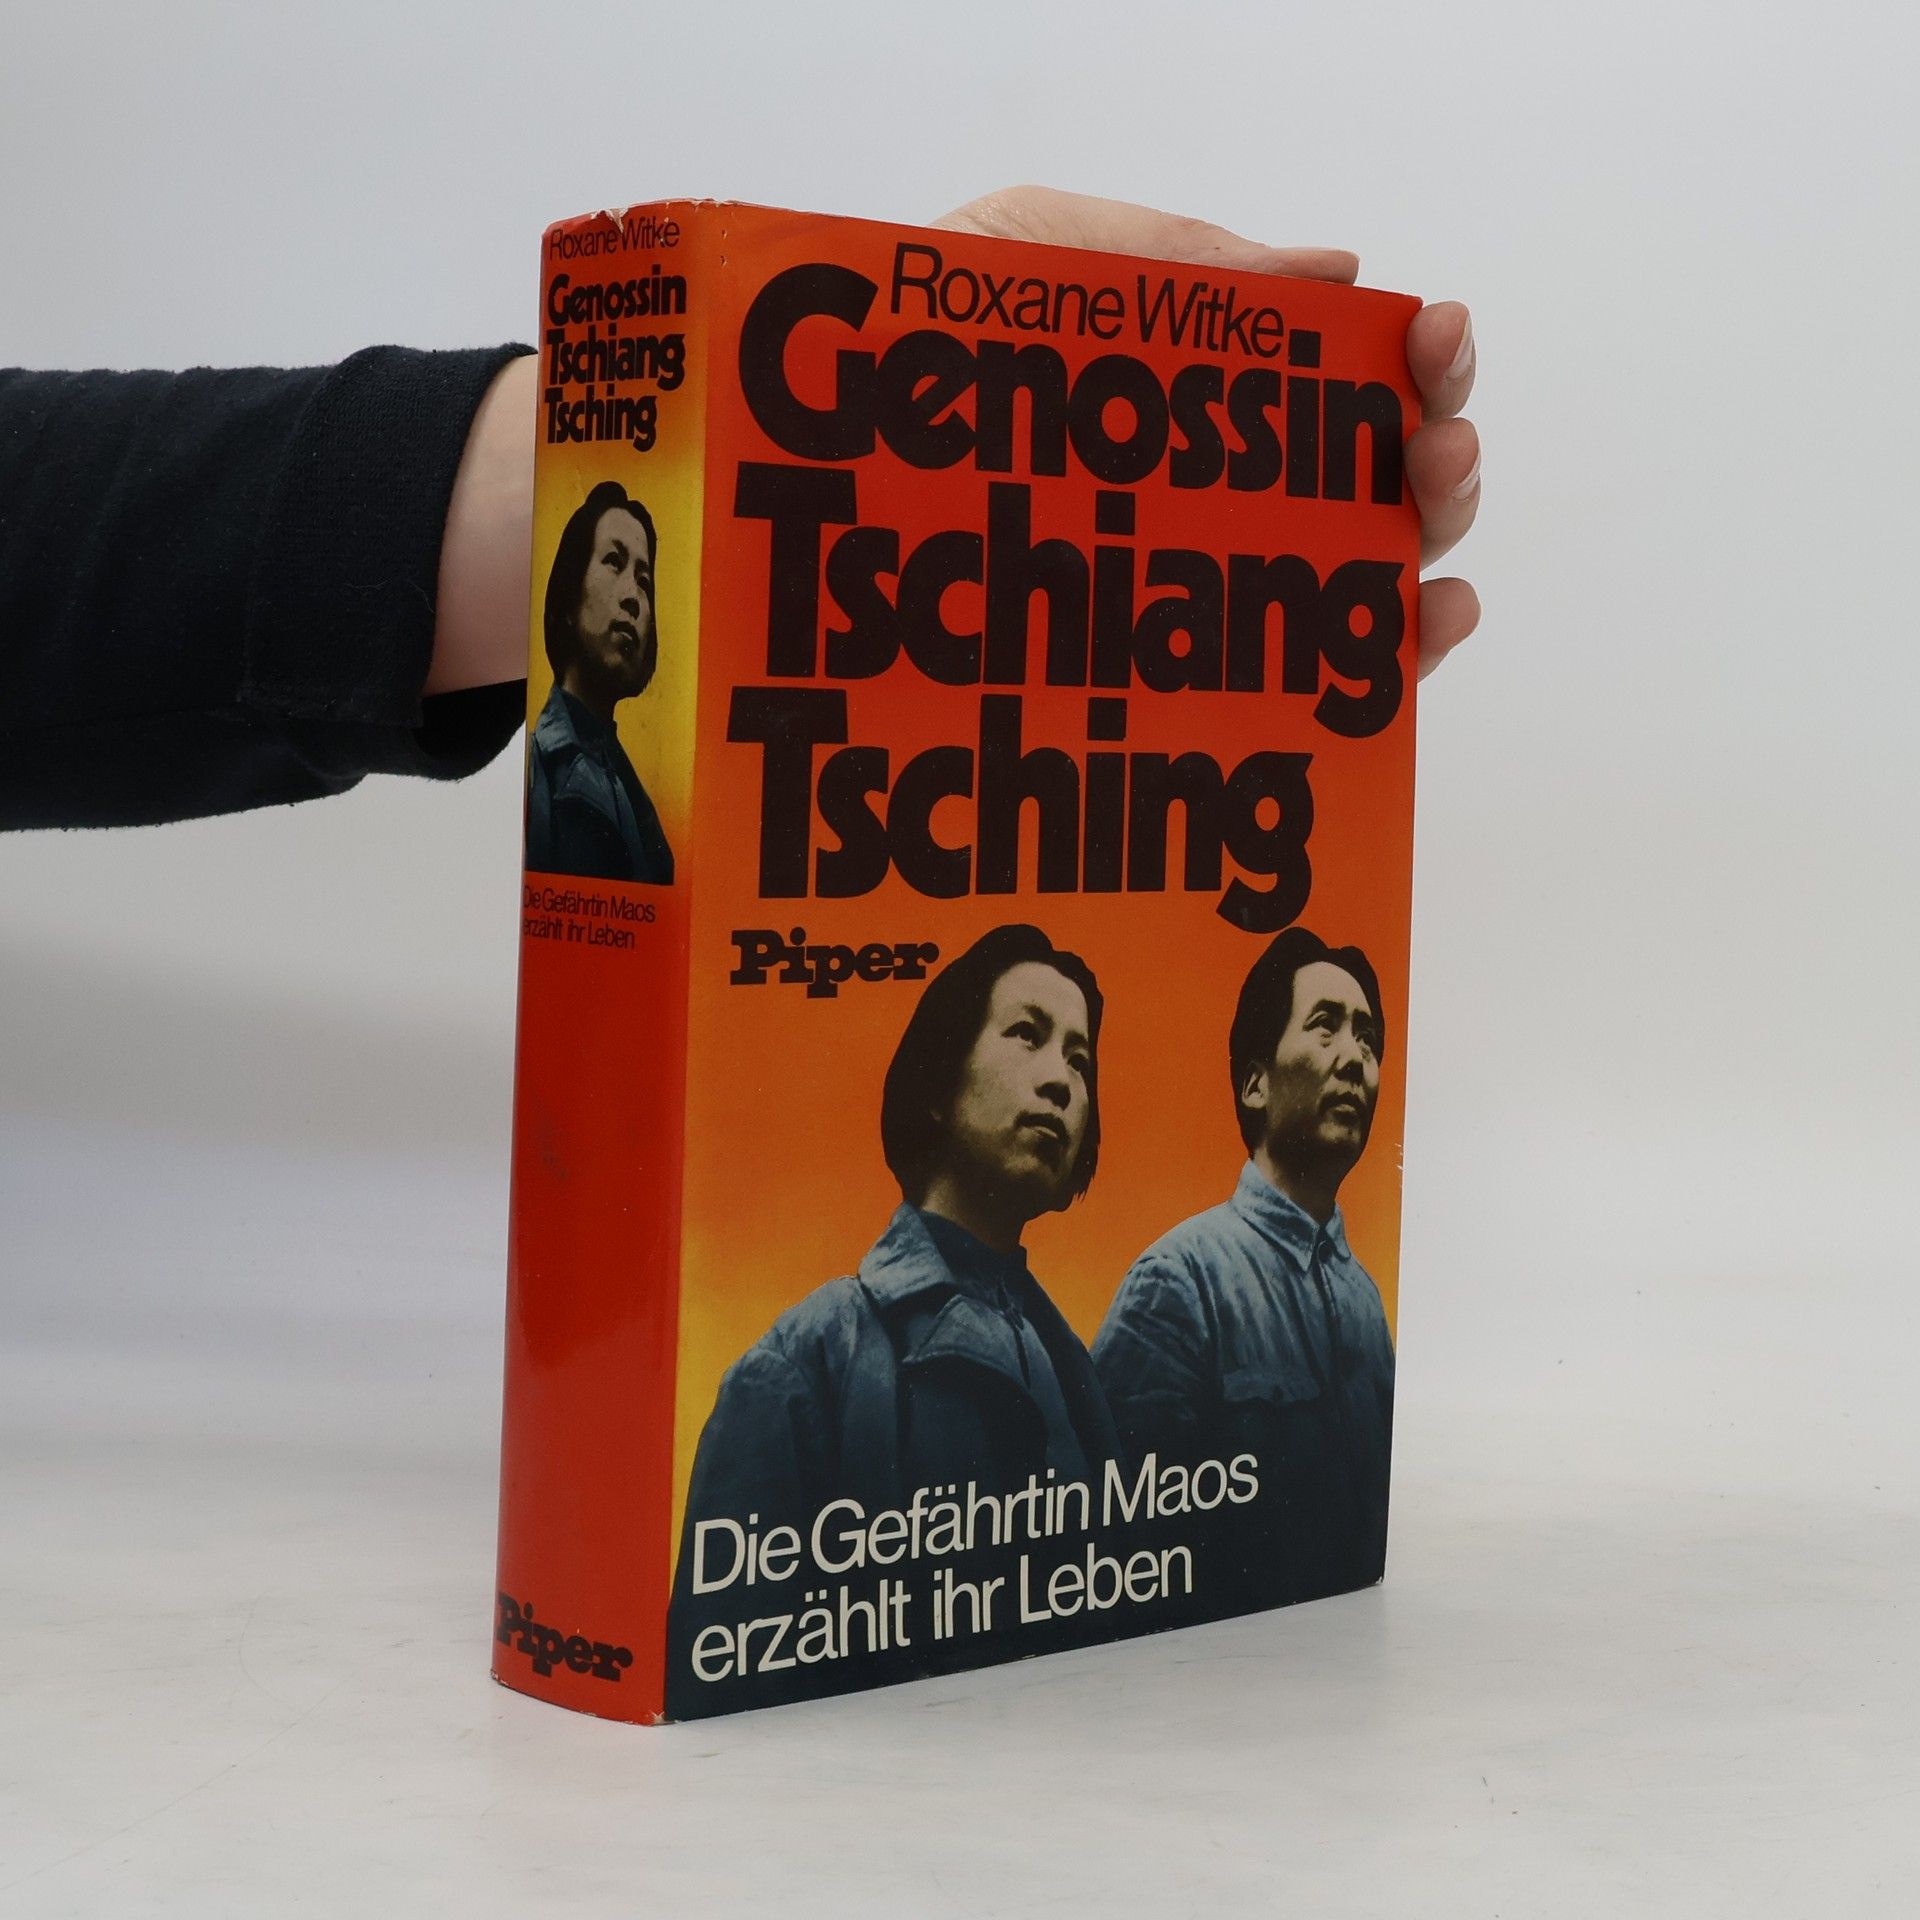 Roxane Witke
Genossin
Tschiang
Tsching
Die Gefährtin Maos
erzählt ihr Leben
Piper
Roxane Witke
Genossin
Tschiang
Tsching
Piper
Die Gefährtin Maos
erzählt ihr Leben